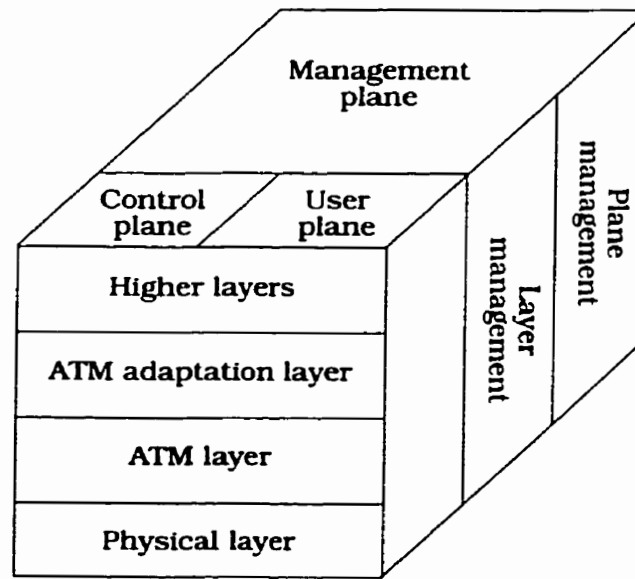 Management
plane
Control
plane
User
plane
Higher layers
ATM adaptation layer
ATM layer
Physical layer
Layer
management
Plane
management